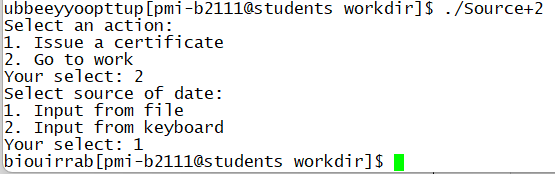 ubbeeyyoopttup[pmi-b2111@students workdir]$ ./Source+2
Select an action:
1. Issue a certificate
2. Go to work
Your select: 2
Select source of date:
1. Input from file
2. Input from keyboard
Your select: 1
biouirrab[pmi-b2111@students workdir]$